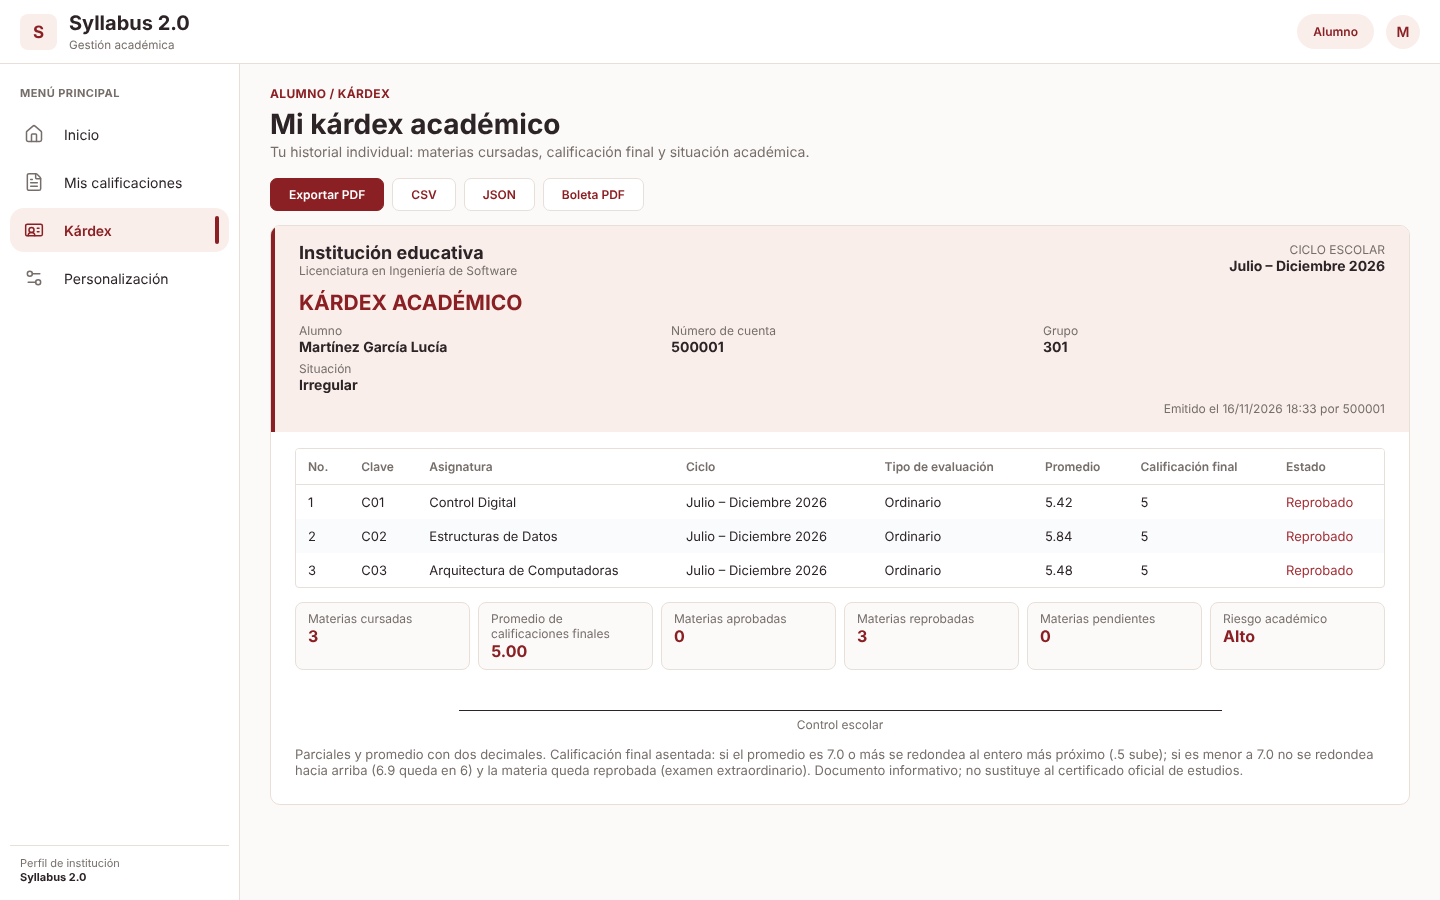 S
Syllabus 2.0
Gestión académica
Alumno
M
MENÚ PRINCIPAL
Inicio
Mis calificaciones
Kárdex
Personalización
Perfil de institución
Syllabus 2.0
ALUMNO / KÁRDEX
Mi kárdex académico
Tu historial individual: materias cursadas, calificación final y situación académica.
Exportar PDF
CSV
JSON
Boleta PDF
Institución educativa
Licenciatura en Ingeniería de Software
CICLO ESCOLAR
Julio – Diciembre 2026
KÁRDEX ACADÉMICO
Alumno
Martínez García Lucía
Número de cuenta
500001
Grupo
301
Situación
Irregular
Emitido el 16/11/2026 18:33 por 500001
No. Clave Asignatura Ciclo Tipo de evaluación Promedio Calificación final Estado
1 C01 Control Digital Julio – Diciembre 2026 Ordinario 5.42 5 Reprobado
2 C02 Estructuras de Datos Julio – Diciembre 2026 Ordinario 5.84 5 Reprobado
3 C03 Arquitectura de Computadoras Julio – Diciembre 2026 Ordinario 5.48 5 Reprobado
Materias cursadas
3
Promedio de
calificaciones finales
5.00
Materias aprobadas
0
Materias reprobadas
3
Materias pendientes
0
Riesgo académico
Alto
Control escolar
Parciales y promedio con dos decimales. Calificación final asentada: si el promedio es 7.0 o más se redondea al entero más próximo (.5 sube); si es menor a 7.0 no se redondea
hacia arriba (6.9 queda en 6) y la materia queda reprobada (examen extraordinario). Documento informativo; no sustituye al certificado oficial de estudios.